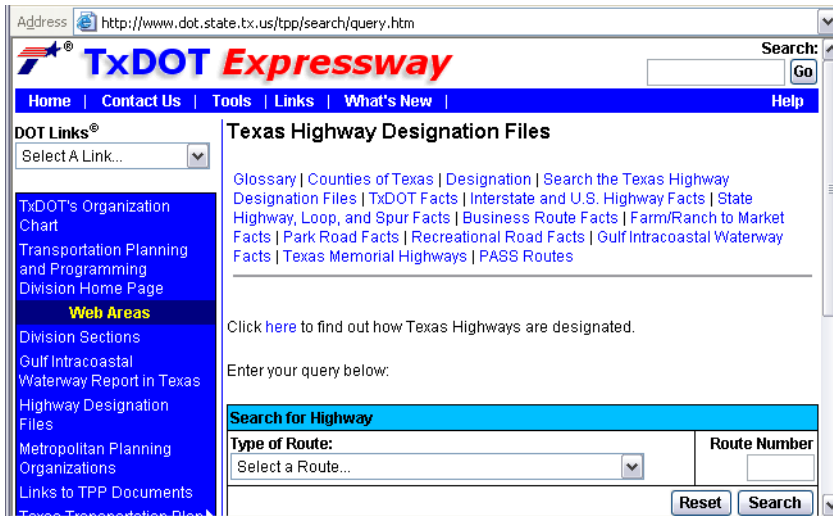 Address http://www.dot.state.tx.us/tpp/search/query.htm
TxDOT Expressway
®
Search:
Go
Home | Contact Us | Tools | Links | What's New |
Help
DOT Links®
Select A Link...
TxDOT's Organization
Chart
Transportation Planning
and Programming
Division Home Page
Web Areas
Division Sections
Gulf Intracoastal
Waterway Report in Texas
Highway Designation
Files
Metropolitan Planning
Organizations
Links to TPP Documents
Texas Transportation Plan
Texas Highway Designation Files
Glossary | Counties of Texas | Designation | Search the Texas Highway
Designation Files | TxDOT Facts | Interstate and U.S. Highway Facts | State
Highway, Loop, and Spur Facts | Business Route Facts | Farm/Ranch to Market
Facts | Park Road Facts | Recreational Road Facts | Gulf Intracoastal Waterway
Facts | Texas Memorial Highways | PASS Routes
Click here to find out how Texas Highways are designated.
Enter your query below:
Search for Highway
Type of Route:
Select a Route...
Route Number
Reset
Search